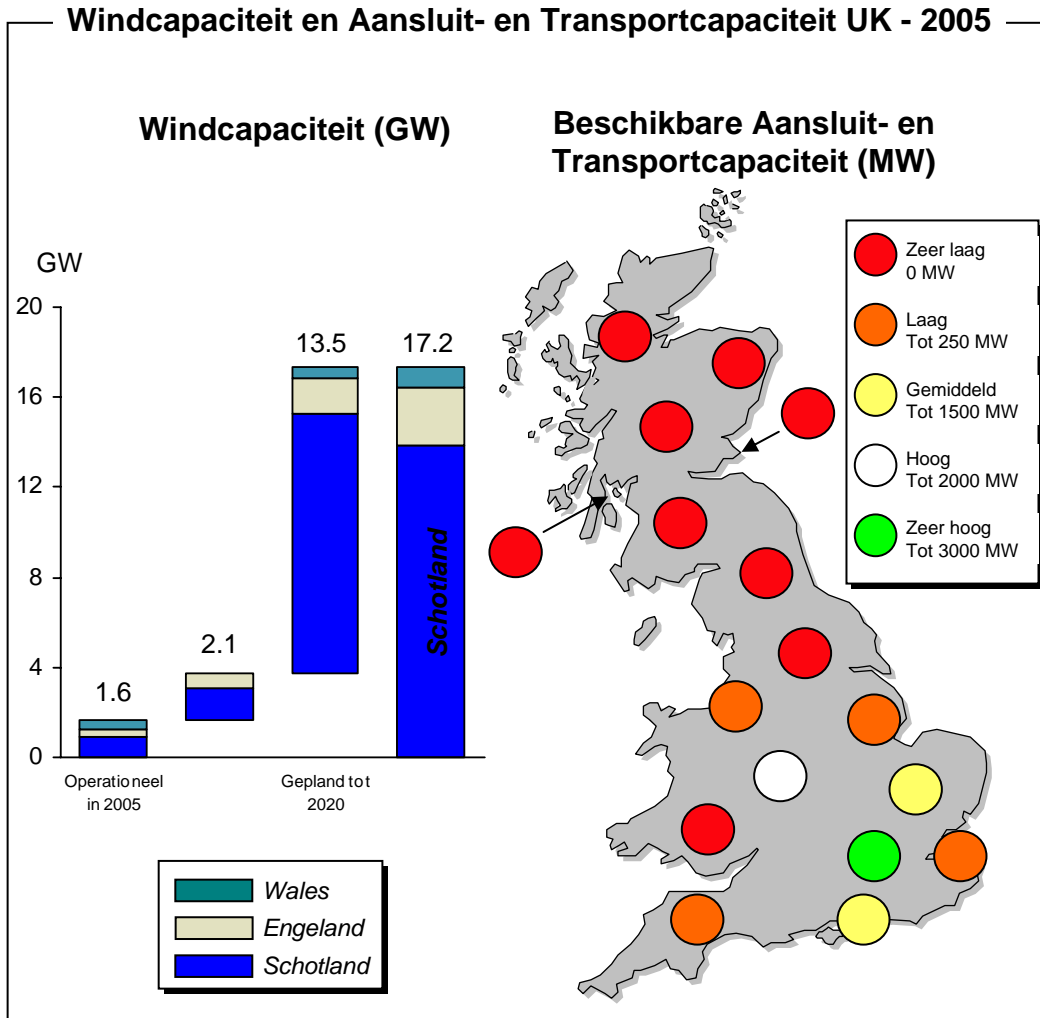 Windcapaciteit en Aansluit- en Transportcapaciteit UK - 2005
Windcapaciteit (GW)
GW
20
16
12
8
4
0
1.6
2.1
13.5
17.2
Schotland
Operationeel
in 2005
Gepland tot
2020
Wales
Engeland
Schotland
Beschikbare Aansluit- en
Transportcapaciteit (MW)
Zeer laag
0 MW
Laag
Tot 250 MW
Gemiddeld
Tot 1500 MW
Hoog
Tot 2000 MW
Zeer hoog
Tot 3000 MW